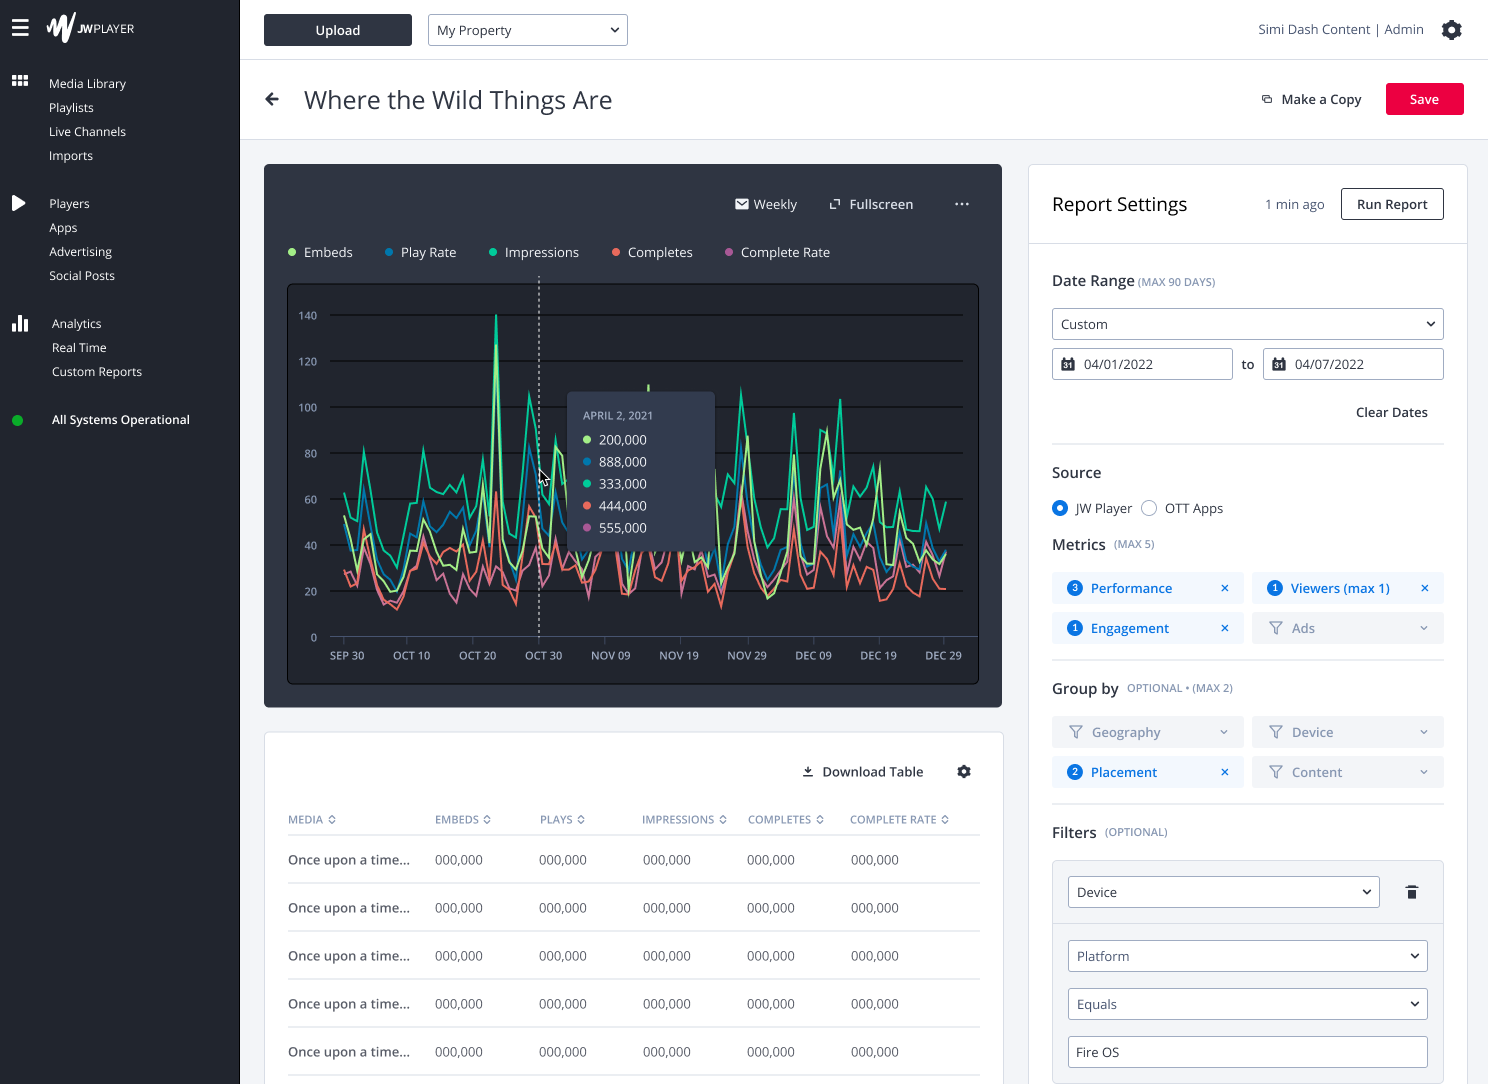 JWPLAYER
Media Library
Playlists
Live Channels
Imports
Players
Apps
Advertising
Social Posts
Analytics
Real Time
Custom Reports
All Systems Operational
Upload
My Property
Simi Dash Content | Admin
Where the Wild Things Are
Make a Copy
Save
Weekly
Fullscreen
Embeds
Play Rate
Impressions
Completes
Complete Rate
140
120
100
80
60
40
20
0
SEP 30 OCT 10 OCT 20 OCT 30 NOV 09 NOV 19 NOV 29 DEC 09 DEC 19 DEC 29
APRIL 2, 2021
200,000
888,000
333,000
444,000
555,000
Download Table
MEDIA EMBEDS PLAYS IMPRESSIONS COMPLETES COMPLETE RATE
Once upon a time... 000,000 000,000 000,000 000,000 000,000
Once upon a time... 000,000 000,000 000,000 000,000 000,000
Once upon a time... 000,000 000,000 000,000 000,000 000,000
Once upon a time... 000,000 000,000 000,000 000,000 000,000
Once upon a time... 000,000 000,000 000,000 000,000 000,000
Report Settings
1 min ago
Run Report
Date Range (MAX 90 DAYS)
Custom
31 04/01/2022 to 31 04/07/2022
Clear Dates
Source
JW Player OTT Apps
Metrics (MAX 5)
3 Performance
1 Viewers (max 1)
1 Engagement
Ads
Group by OPTIONAL • (MAX 2)
Geography
Device
2 Placement
Content
Filters (OPTIONAL)
Device
Platform
Equals
Fire OS